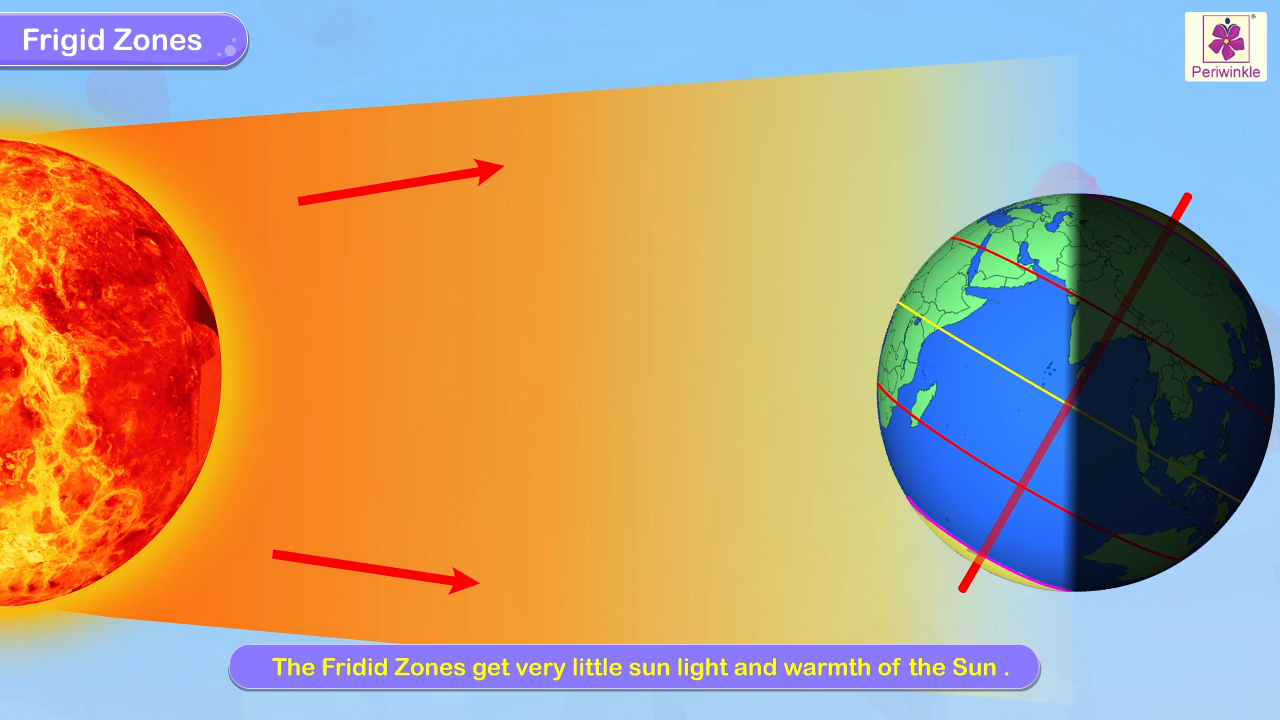 Frigid Zones
®
Periwinkle
The Fridid Zones get very little sun light and warmth of the Sun .